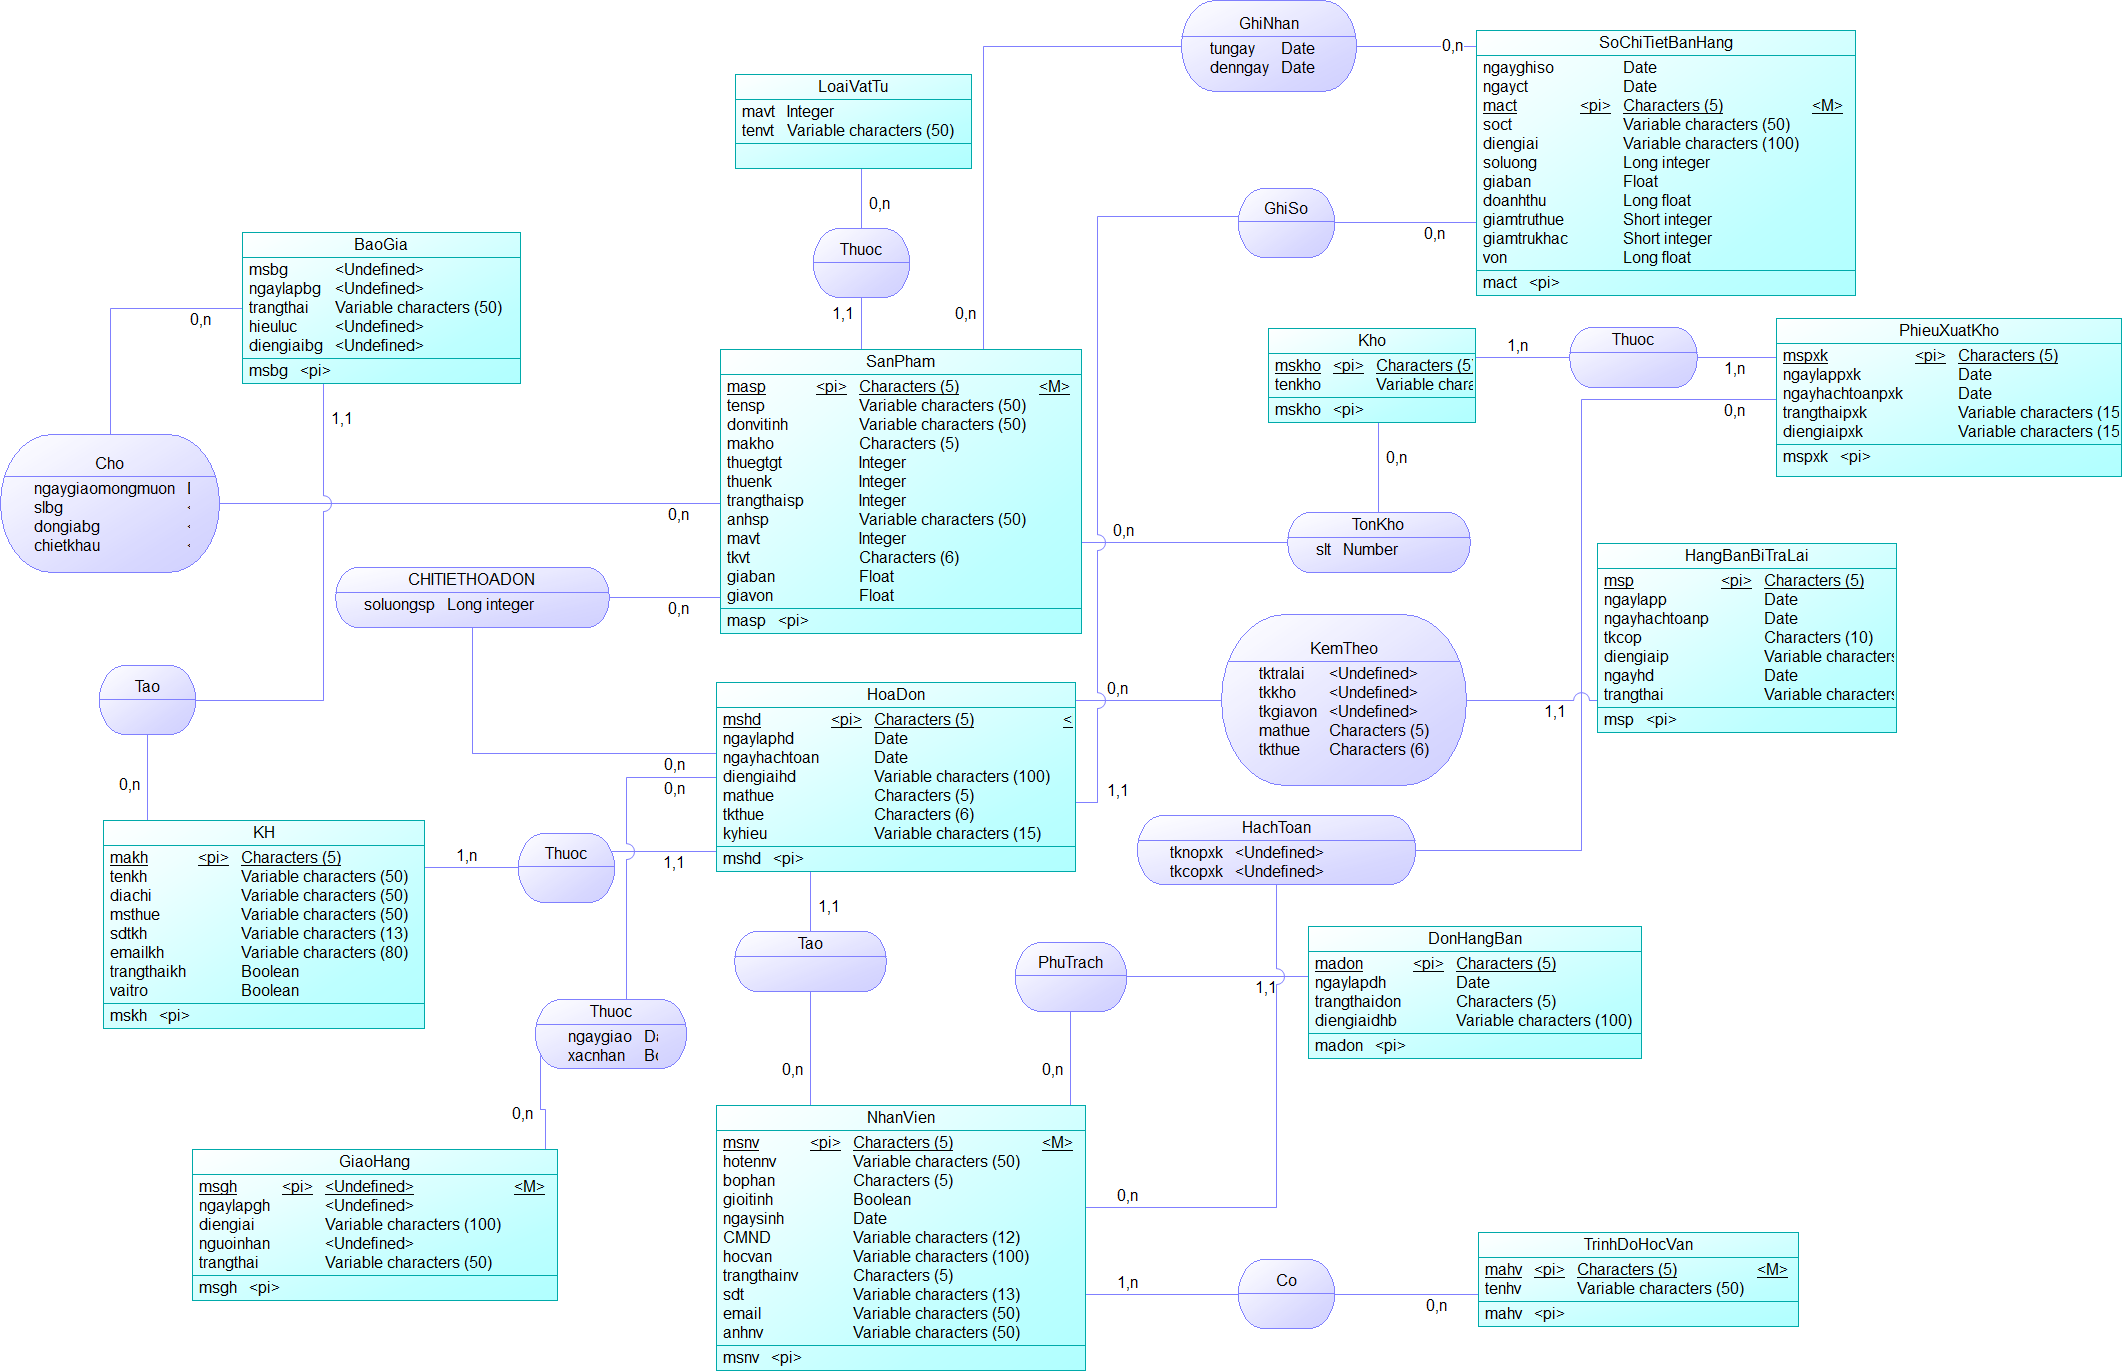 GhiNhan
tungay Date
denngay Date
0,n
0,n
SoChiTietBanHang
ngayghiso Date
ngayct Date
mact <pi> Characters (5) <M>
soct Variable characters (50)
diengiai Variable characters (100)
soluong Long integer
giaban Float
doanhthu Long float
giamtruthue Short integer
giamtrukhac Short integer
von Long float
mact <pi>
LoaiVatTu
mavt Integer
tenvt Variable characters (50)
0,n
Thuoc
1,1
GhiSo
0,n
1,1
BaoGia
msbg <Undefined>
ngaylapbg <Undefined>
trangthai Variable characters (50)
hieuluc <Undefined>
diengiaibg <Undefined>
msbg <pi>
0,n
1,1
Cho
ngaygiaomongmuon
slbg
dongiabg
chietkhau
0,n
SanPham
masp <pi> Characters (5) <M>
tensp Variable characters (50)
donvitinh Variable characters (50)
makho Characters (5)
thuegtgt Integer
thuenk Integer
trangthaisp Integer
anhsp Variable characters (50)
mavt Integer
tkvt Characters (6)
giaban Float
giavon Float
masp <pi>
Kho
mskho <pi> Characters (5
tenkho Variable chara
mskho <pi>
1,n
Thuoc
1,n
0,n
PhieuXuatKho
mspxk <pi> Characters (5)
ngaylappxk Date
ngayhachtoanpxk Date
trangthaipxk Variable characters (15
diengiaipxk Variable characters (15
mspxk <pi>
0,n
TonKho
slt Number
0,n
CHITIETHOADON
soluongsp Long integer
0,n
0,n
HangBanBiTraLai
msp <pi> Characters (5)
ngaylapp Date
ngayhachtoanp Date
tkcop Characters (10)
diengiaip Variable characters
ngayhd Date
trangthai Variable characters
msp <pi>
KemTheo
tktralai <Undefined>
tkkho <Undefined>
tkgiavon <Undefined>
mathue Characters (5)
tkthue Characters (6)
0,n
1,1
Tao
0,n
HoaDon
mshd <pi> Characters (5) <
ngaylaphd Date
ngayhachtoan Date
diengiaihd Variable characters (100)
mathue Characters (5)
tkthue Characters (6)
kyhieu Variable characters (15)
mshd <pi>
0,n
KH
makh <pi> Characters (5)
tenkh Variable characters (50)
diachi Variable characters (50)
msthue Variable characters (50)
sdtkh Variable characters (13)
emailkh Variable characters (80)
trangthaikh Boolean
vaitro Boolean
mskh <pi>
1,n
Thuoc
1,1
HachToan
tknopxk <Undefined>
tkcopxk <Undefined>
1,1
Tao
0,n
PhuTrach
1,1
0,n
DonHangBan
madon <pi> Characters (5)
ngaylapdh Date
trangthaidon Characters (5)
diengiaidhb Variable characters (100)
madon <pi>
Thuoc
ngaygiao Da
xacnhan Bo
0,n
GiaoHang
msgh <pi> <Undefined> <M>
ngaylapgh <Undefined>
diengiai Variable characters (100)
nguoinhan <Undefined>
trangthai Variable characters (50)
msgh <pi>
NhanVien
msnv <pi> Characters (5) <M>
hotennv Variable characters (50)
bophan Characters (5)
gioitinh Boolean
ngaysinh Date
CMND Variable characters (12)
hocvan Variable characters (100)
trangthainv Characters (5)
sdt Variable characters (13)
email Variable characters (50)
anhnv Variable characters (50)
msnv <pi>
0,n
1,n
Co
0,n
TrinhDoHocVan
mahv <pi> Characters (5) <M>
tenhv Variable characters (50)
mahv <pi>